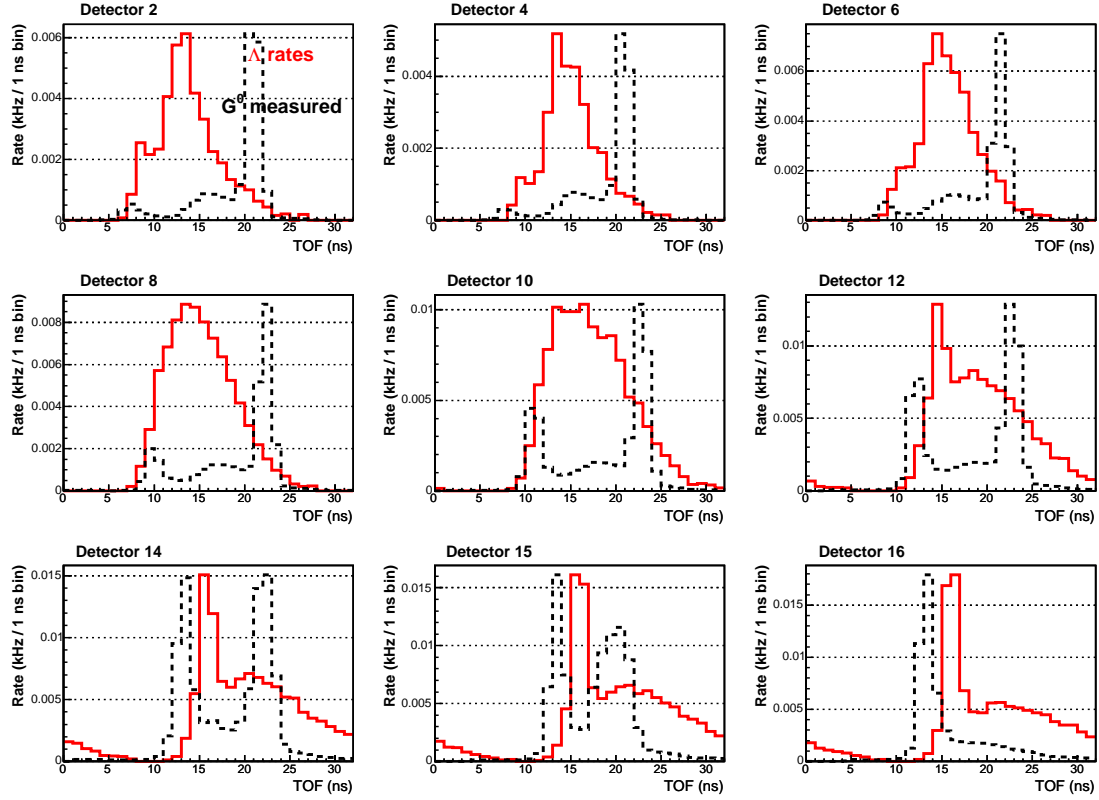 Detector 2
Rate (kHz / 1 ns bin)
0.006
0.004
0.002
0
Λ rates
G⁰ measured
0 5 10 15 20 25 30
TOF (ns)
Detector 4
Rate (kHz / 1 ns bin)
0.004
0.002
0
0 5 10 15 20 25 30
TOF (ns)
Detector 6
Rate (kHz / 1 ns bin)
0.006
0.004
0.002
0
0 5 10 15 20 25 30
TOF (ns)
Detector 8
Rate (kHz / 1 ns bin)
0.008
0.006
0.004
0.002
0
0 5 10 15 20 25 30
TOF (ns)
Detector 10
Rate (kHz / 1 ns bin)
0.01
0.005
0
0 5 10 15 20 25 30
TOF (ns)
Detector 12
Rate (kHz / 1 ns bin)
0.01
0.005
0
0 5 10 15 20 25 30
TOF (ns)
Detector 14
Rate (kHz / 1 ns bin)
0.015
0.01
0.005
0
0 5 10 15 20 25 30
TOF (ns)
Detector 15
Rate (kHz / 1 ns bin)
0.015
0.01
0.005
0
0 5 10 15 20 25 30
TOF (ns)
Detector 16
Rate (kHz / 1 ns bin)
0.015
0.01
0.005
0
0 5 10 15 20 25 30
TOF (ns)